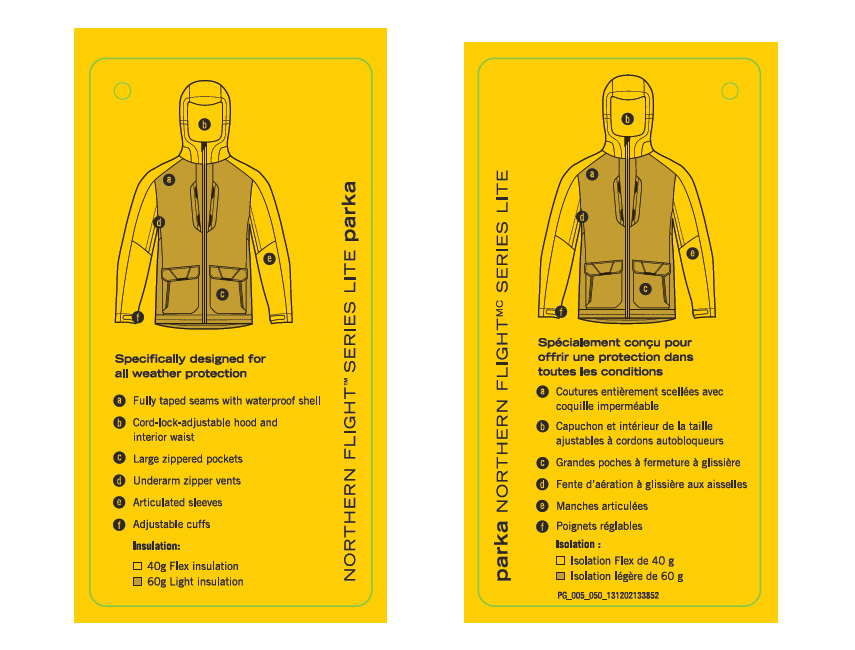 b
a
d
e
c
f
NORTHERN FLIGHT™ SERIES LITE parka
Specifically designed for
all weather protection
a Fully taped seams with waterproof shell
b Cord-lock-adjustable hood and
interior waist
c Large zippered pockets
d Underarm zipper vents
e Articulated sleeves
f Adjustable cuffs
Insulation:
40g Flex insulation
60g Light insulation
parka NORTHERN FLIGHTMC SERIES LITE
b
a
d
e
c
f
Spécialement conçu pour
offrir une protection dans
toutes les conditions
a Coutures entièrement scellées avec
coquille imperméable
b Capuchon et intérieur de la taille
ajustables à cordons autobloqueurs
c Grandes poches à fermeture à glissière
d Fente d'aération à glissière aux aisselles
e Manches articulées
f Poignets réglables
Isolation :
Isolation Flex de 40 g
Isolation légère de 60 g
PG_005_050_131202133852